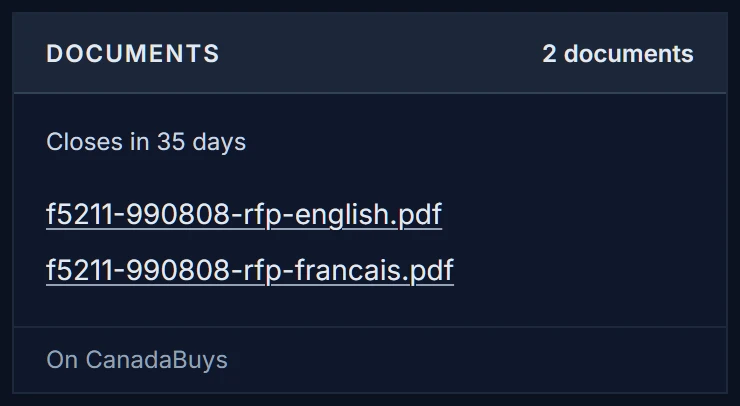 DOCUMENTS 2 documents
Closes in 35 days
f5211-990808-rfp-english.pdf
f5211-990808-rfp-francais.pdf
On CanadaBuys